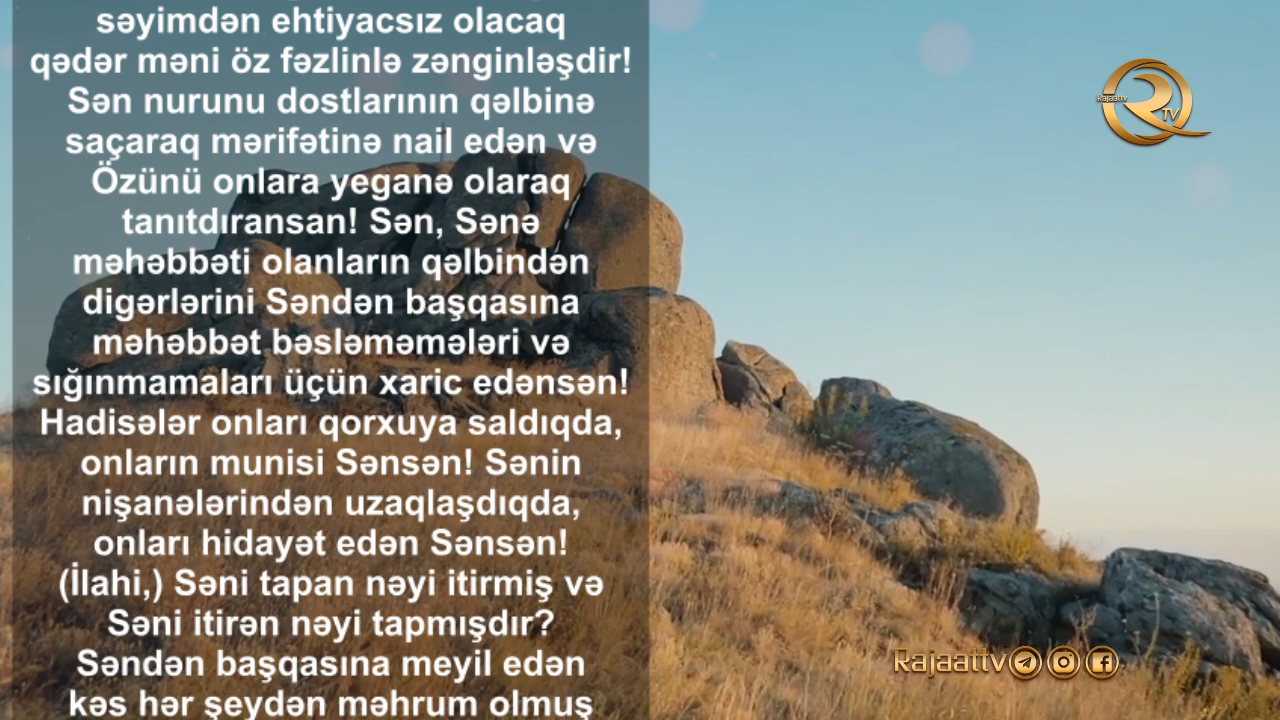 səyimdən ehtiyacsız olacaq
qədər məni öz fəzlinlə zənginləşdir!
Sən nurunu dostlarının qəlbinə
saçaraq mərifətinə nail edən və
Özünü onlara yeganə olaraq
tanıtdıransan! Sən, Sənə
məhəbbəti olanların qəlbindən
digərlərini Səndən başqasına
məhəbbət bəsləməmələri və
sığınmamaları üçün xaric edənsən!
Hadisələr onları qorxuya saldıqda,
onların munisi Sənsən! Sənin
nişanələrindən uzaqlaşdıqda,
onları hidayət edən Sənsən!
(İlahi,) Səni tapan nəyi itirmiş və
Səni itirən nəyi tapmışdır?
Səndən başqasına meyil edən
kəs hər şeydən məhrum olmuş
Rajaattv
R TV
Rajaattv